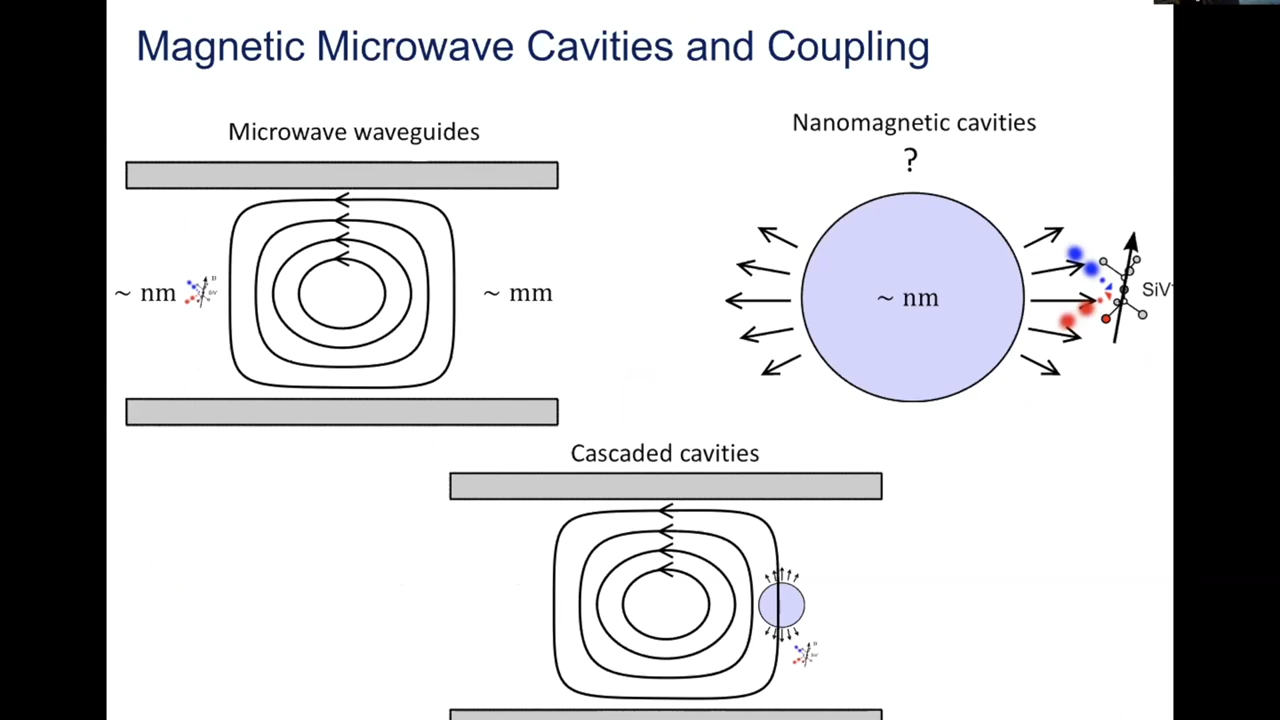 Magnetic Microwave Cavities and Coupling
Microwave waveguides
Nanomagnetic cavities
?
~ nm
~ mm
~ nm
SiV
Cascaded cavities